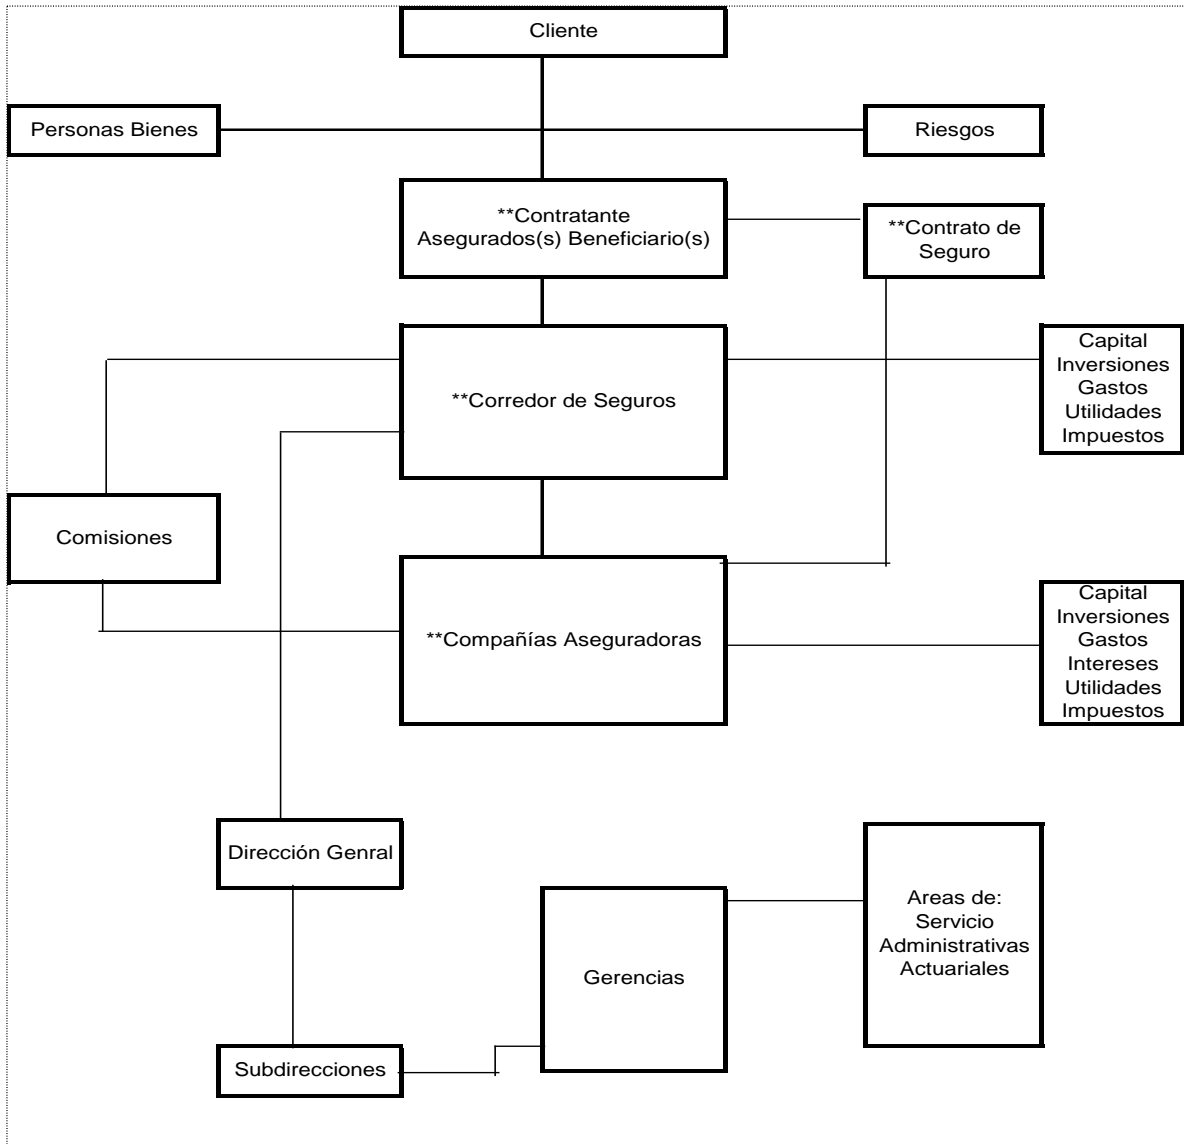 Cliente
Personas Bienes
Riesgos
**Contratante
Asegurados(s) Beneficiario(s)
**Contrato de
Seguro
Capital
Inversiones
Gastos
Utilidades
Impuestos
**Corredor de Seguros
Comisiones
**Compañías Aseguradoras
Capital
Inversiones
Gastos
Intereses
Utilidades
Impuestos
Dirección Genral
Areas de:
Servicio
Administrativas
Actuariales
Gerencias
Subdirecciones